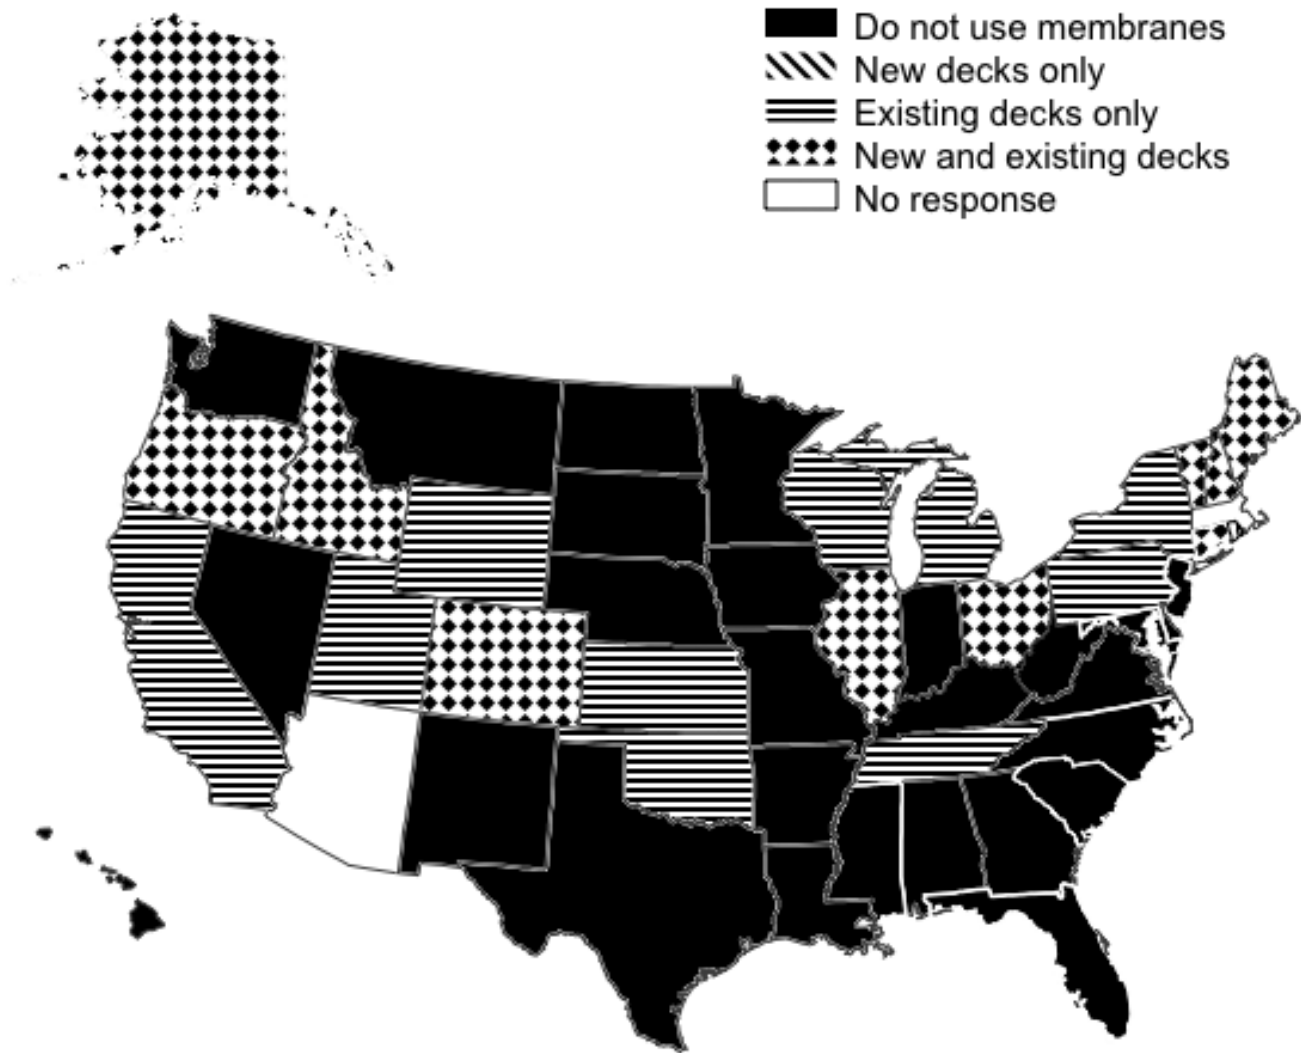 Do not use membranes
New decks only
Existing decks only
New and existing decks
No response